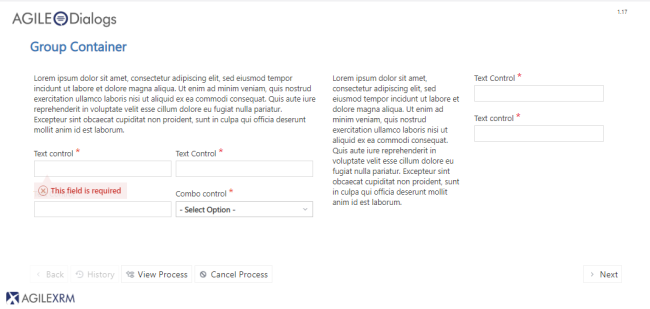 AGILE Dialogs
1.17
Group Container
Lorem ipsum dolor sit amet, consectetur adipiscing elit, sed eiusmod tempor
incidunt ut labore et dolore magna aliqua. Ut enim ad minim veniam, quis nostrud
exercitation ullamco laboris nisi ut aliquid ex ea commodi consequat. Quis aute iure
reprehenderit in voluptate velit esse cillum dolore eu fugiat nulla pariatur.
Excepteur sint obcaecat cupiditat non proident, sunt in culpa qui officia deserunt
mollit anim id est laborum.
Text control *
Text Control *
This field is required
Combo control *
- Select Option -
Lorem ipsum dolor sit amet,
consectetur adipiscing elit, sed
eiusmod tempor incidunt ut labore et
dolore magna aliqua. Ut enim ad
minim veniam, quis nostrud
exercitation ullamco laboris nisi ut
aliquid ex ea commodi consequat.
Quis aute iure reprehenderit in
voluptate velit esse cillum dolore eu
fugiat nulla pariatur. Excepteur sint
obcaecat cupiditat non proident, sunt
in culpa qui officia deserunt mollit
anim id est laborum.
Text Control *
Text control *
Back
History
View Process
Cancel Process
Next
AGILEXRM